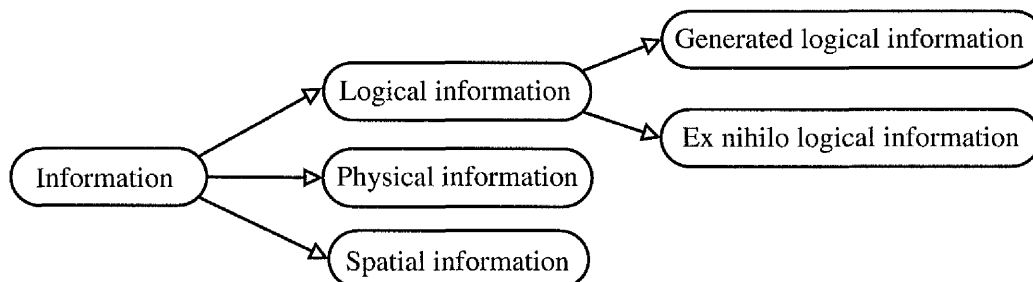 Generated logical information
Logical information
Ex nihilo logical information
Information
Physical information
Spatial information